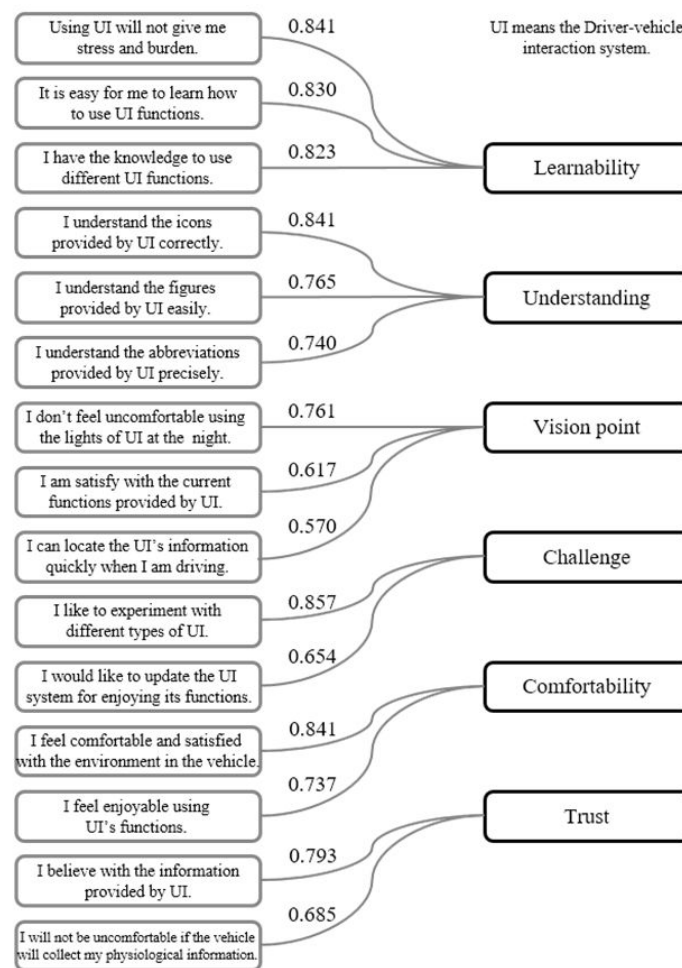 Using UI will not give me
stress and burden.
0.841
UI means the Driver-vehicle
interaction system.
It is easy for me to learn how
to use UI functions.
0.830
I have the knowledge to use
different UI functions.
0.823
Learnability
I understand the icons
provided by UI correctly.
0.841
I understand the figures
provided by UI easily.
0.765
Understanding
I understand the abbreviations
provided by UI precisely.
0.740
I don’t feel uncomfortable using
the lights of UI at the night.
0.761
Vision point
I am satisfy with the current
functions provided by UI.
0.617
I can locate the UI’s information
quickly when I am driving.
0.570
Challenge
I like to experiment with
different types of UI.
0.857
I would like to update the UI
system for enjoying its functions.
0.654
Comfortability
I feel comfortable and satisfied
with the environment in the vehicle.
0.841
I feel enjoyable using
UI’s functions.
0.737
Trust
I believe with the information
provided by UI.
0.793
I will not be uncomfortable if the vehicle
will collect my physiological information.
0.685